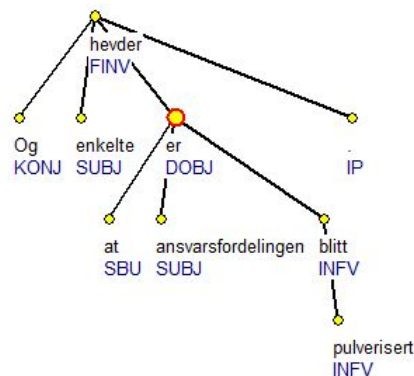 hevder
FINV
Og enkelte er .
KONJ SUBJ DOBJ IP
at ansvarsfordelingen blitt
SBU SUBJ INFV
pulverisert
INFV